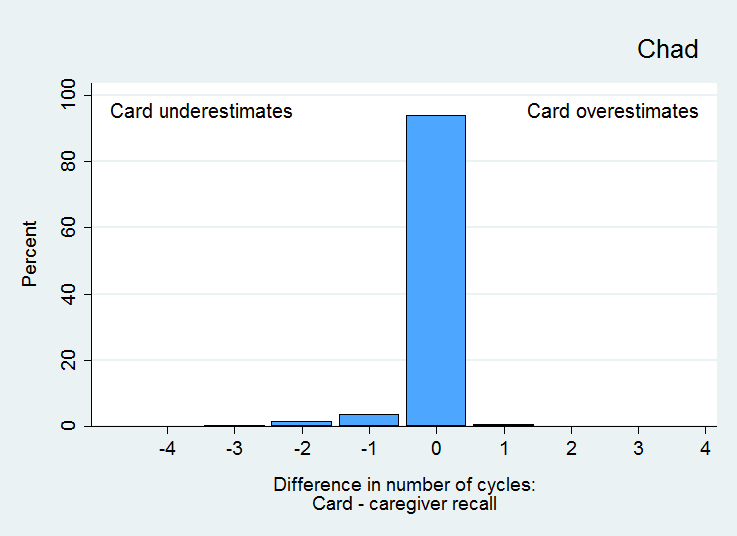 Chad
Card underestimates Card overestimates
100
80
60
40
20
0
Percent
-4 -3 -2 -1 0 1 2 3 4
Difference in number of cycles:
Card - caregiver recall